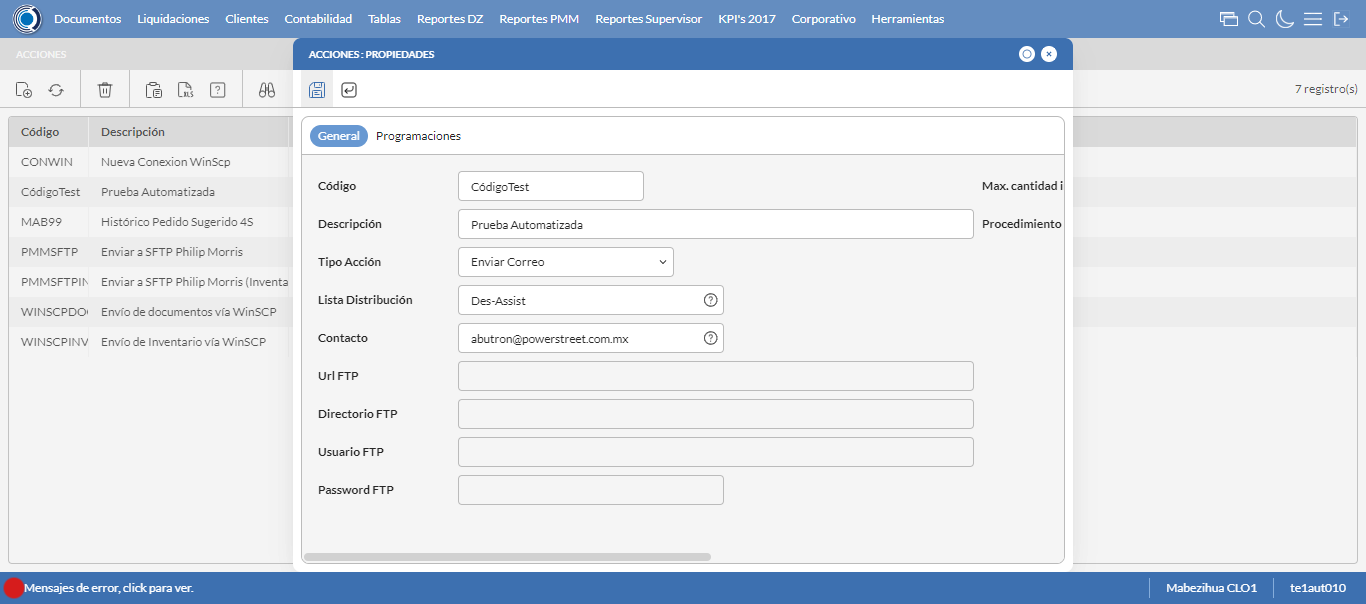 Documentos Liquidaciones Clientes Contabilidad Tablas Reportes DZ Reportes PMM Reportes Supervisor KPI's 2017 Corporativo Herramientas
ACCIONES
ACCIONES : PROPIEDADES
XLS
?
7 registro(s)
Código Descripción
CONWIN Nueva Conexion WinScp
CódigoTest Prueba Automatizada
MAB99 Histórico Pedido Sugerido 4S
PMMSFTP Enviar a SFTP Philip Morris
PMMSFTPIN Enviar a SFTP Philip Morris (Inventa
WINSCPDO Envío de documentos vía WinSCP
WINSCPINV Envío de Inventario vía WinSCP
General Programaciones
Código CódigoTest Max. cantidad i
Descripción Prueba Automatizada Procedimiento
Tipo Acción Enviar Correo
Lista Distribución Des-Assist ?
Contacto abutron@powerstreet.com.mx ?
Url FTP
Directorio FTP
Usuario FTP
Password FTP
Mensajes de error, click para ver. Mabezihua CLO1 te1aut010